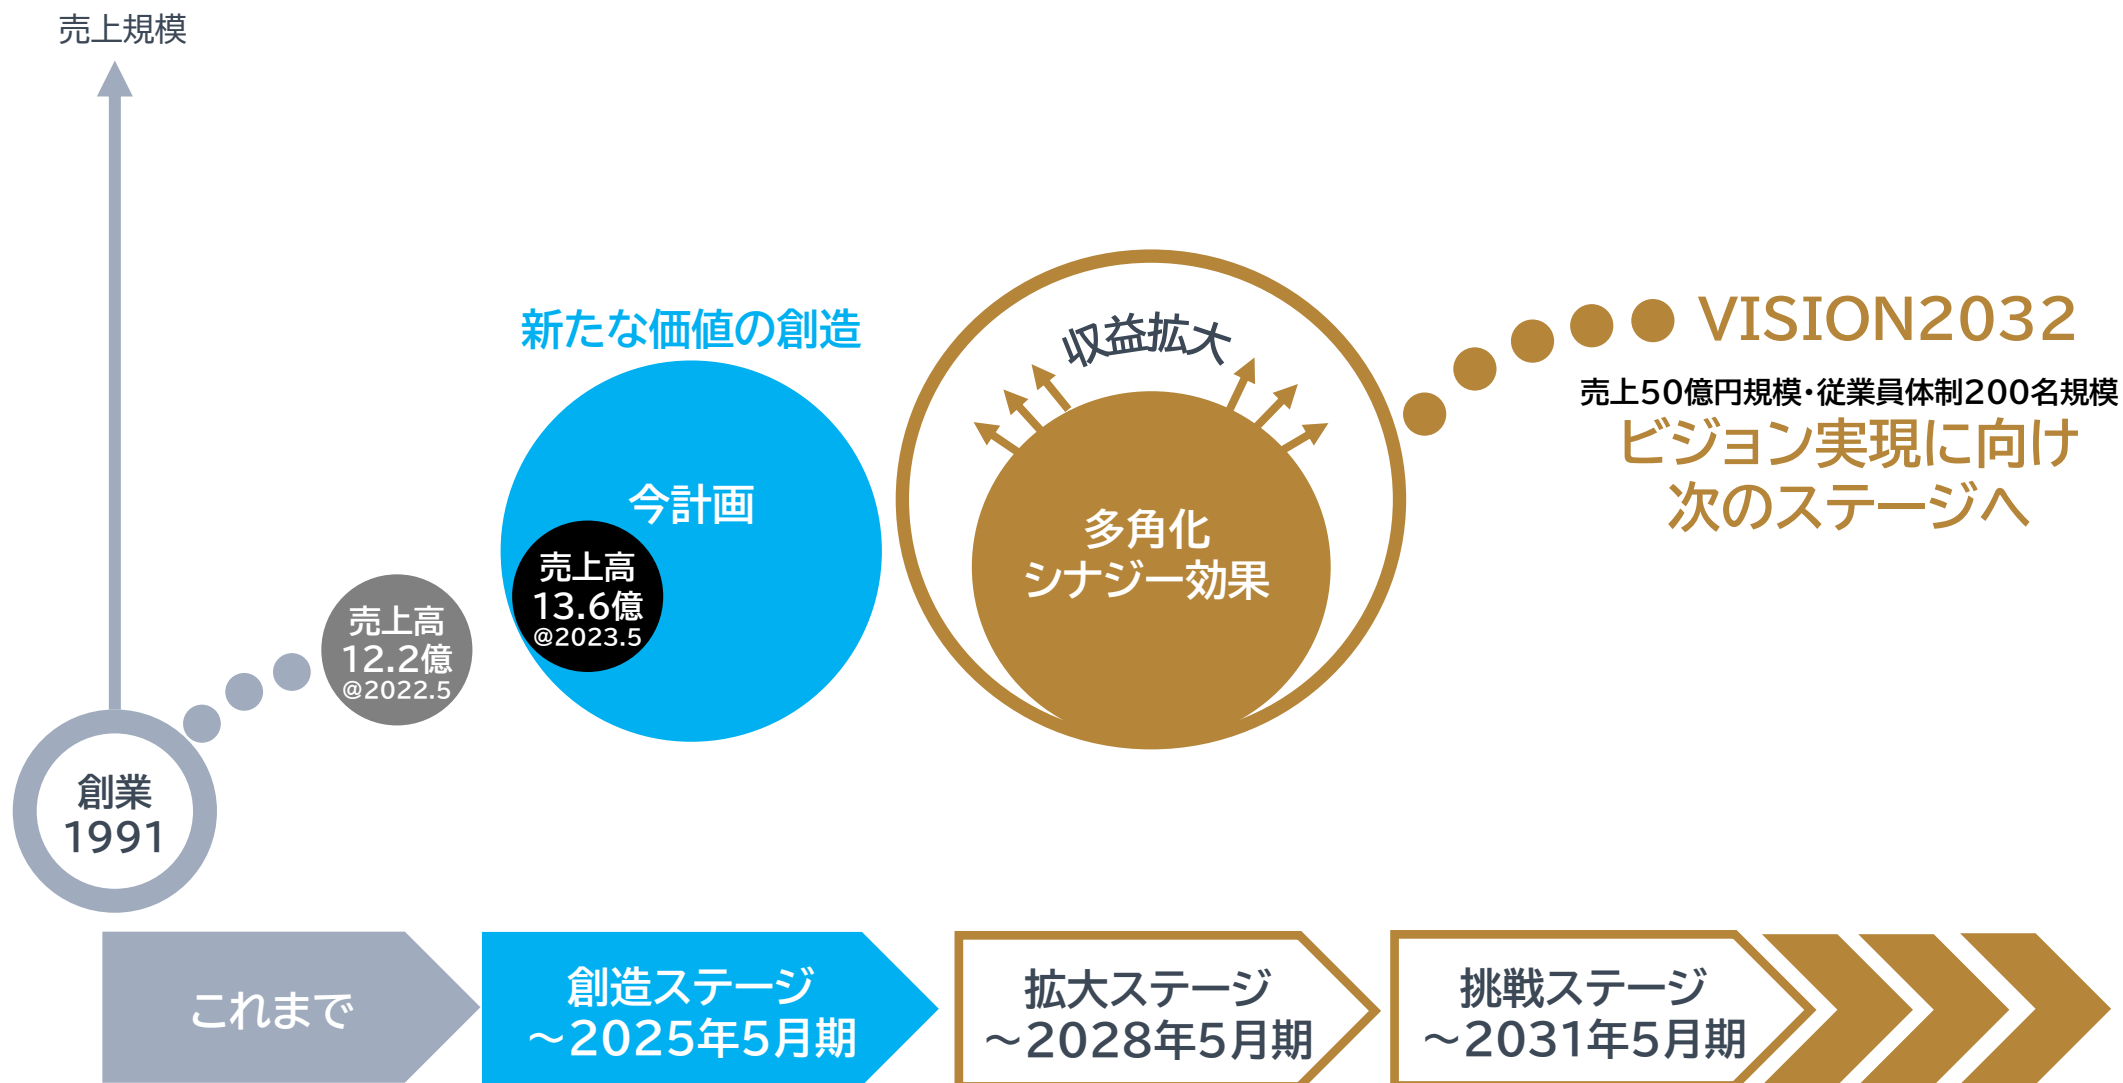 売上規模
創業
1991
売上高
12.2億
@2022.5
新たな価値の創造
今計画
売上高
13.6億
@2023.5
収益拡大
多角化
シナジー効果
VISION2032
売上50億円規模・従業員体制200名規模
ビジョン実現に向け
次のステージへ
これまで
創造ステージ
～2025年5月期
拡大ステージ
～2028年5月期
挑戦ステージ
～2031年5月期